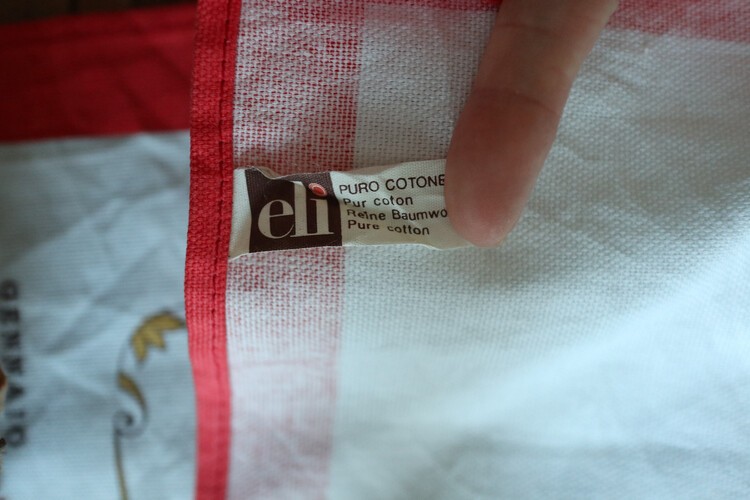 eli
PURO COTONE
Pur coton
Reine Baumwo
Pure cotton
GENNAIO